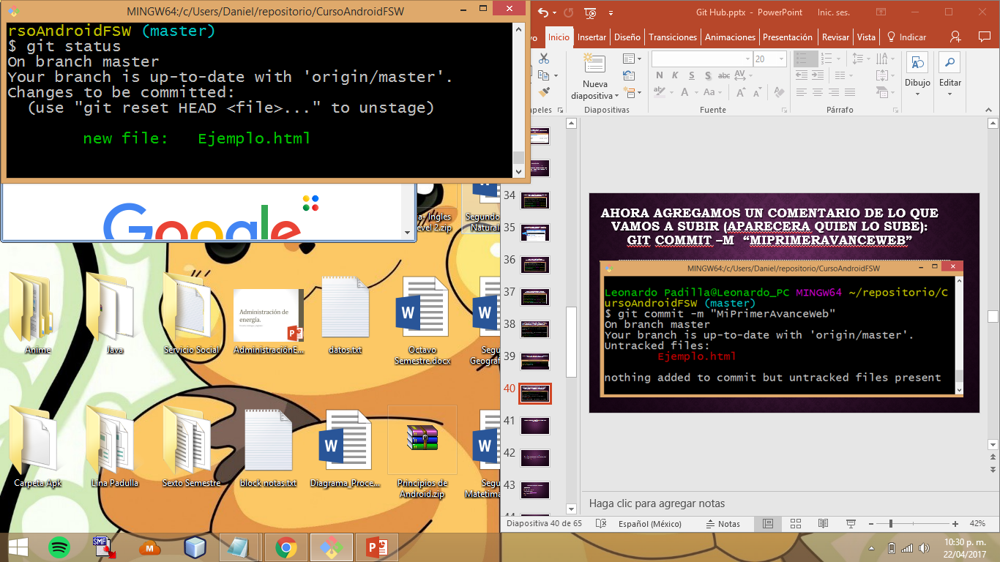 MINGW64:/c/Users/Daniel/repositorio/CursoAndroidFSW
rsoAndroidFSW (master)
$ git status
On branch master
Your branch is up-to-date with 'origin/master'.
Changes to be committed:
  (use "git reset HEAD <file>..." to unstage)
new file:   Ejemplo.html
Google
Git Hub.pptx - PowerPoint
Inic. ses.
Inicio
Insertar
Diseño
Transiciones
Animaciones
Presentación
Revisar
Vista
Indicar
20
Nueva
diapositiva
Diapositivas
N K S S abc AV
A Aa A A
Fuente
Párrafo
Dibujo
Editar
34
35
36
37
38
39
40
41
42
43
AHORA AGREGAMOS UN COMENTARIO DE LO QUE
VAMOS A SUBIR (APARECERA QUIEN LO SUBE):
GIT COMMIT –M “MIPRIMERAVANCEWEB”
MINGW64:/c/Users/Daniel/repositorio/CursoAndroidFSW
Leonardo Padilla@Leonardo_PC MINGW64 ~/repositorio/C
ursoAndroidFSW (master)
$ git commit -m "MiPrimerAvanceWeb"
On branch master
Your branch is up-to-date with 'origin/master'.
Untracked files:
Ejemplo.html
nothing added to commit but untracked files present
Haga clic para agregar notas
Diapositiva 40 de 65
Español (México)
Notas
42%
a- Ingles
evel 2.zip
Segundo
Natural
Anime
Java
Servicio Social
Administración de
energía.
AdministraciónE...
datos.txt
Octavo
Semestre.docx
Segu
Geograf
Carpeta Apk
Lina Padulla
Sexto Semestre
block notas.txt
Diagrama_Proce...
Principios de
Android.zip
Segu
Matetima
SMF
10:30 p. m.
22/04/2017